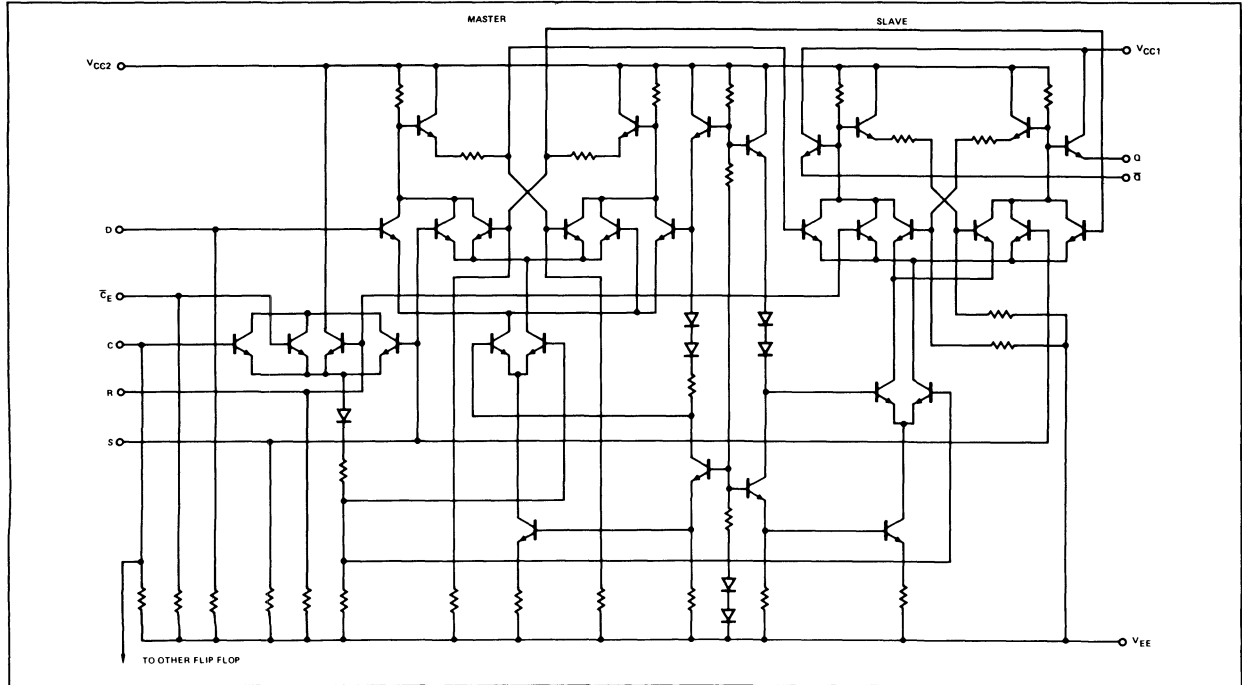 MASTER
SLAVE
VCC1
VCC2
Q
Q̅
D
C̅E
C
R
S
VEE
TO OTHER FLIP FLOP